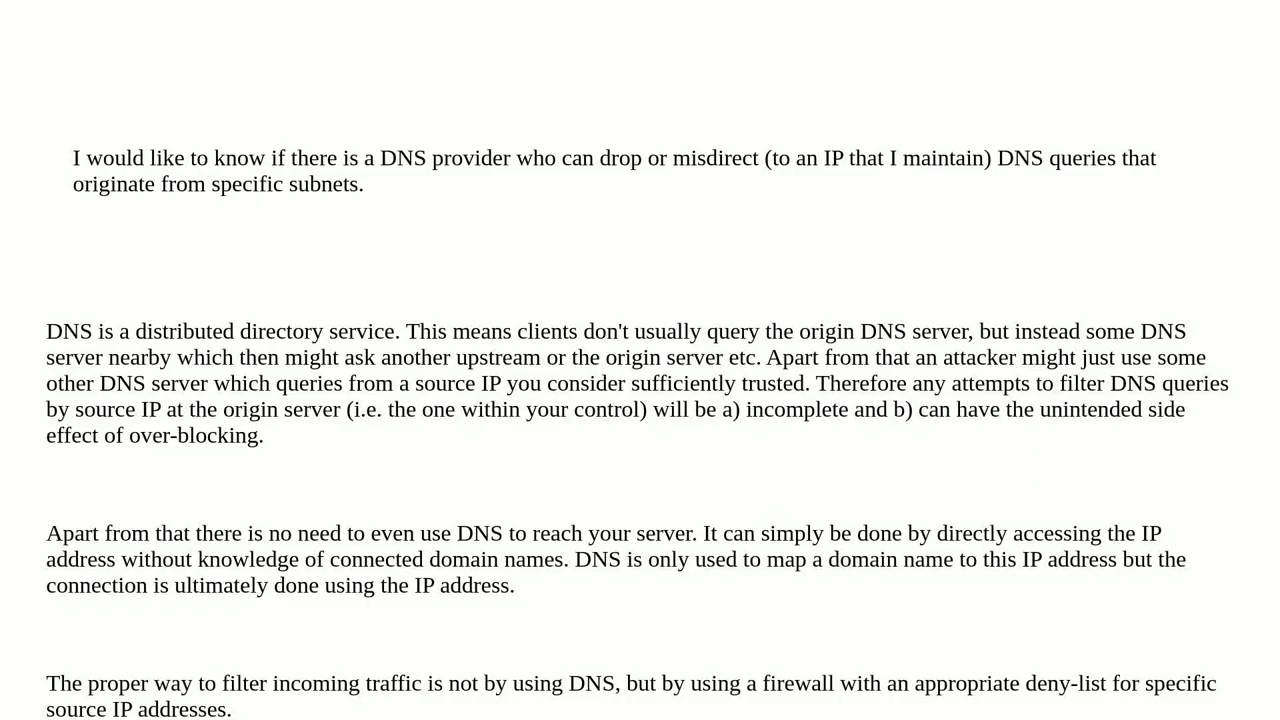 I would like to know if there is a DNS provider who can drop or misdirect (to an IP that I maintain) DNS queries that
originate from specific subnets.
DNS is a distributed directory service. This means clients don't usually query the origin DNS server, but instead some DNS
server nearby which then might ask another upstream or the origin server etc. Apart from that an attacker might just use some
other DNS server which queries from a source IP you consider sufficiently trusted. Therefore any attempts to filter DNS queries
by source IP at the origin server (i.e. the one within your control) will be a) incomplete and b) can have the unintended side
effect of over-blocking.
Apart from that there is no need to even use DNS to reach your server. It can simply be done by directly accessing the IP
address without knowledge of connected domain names. DNS is only used to map a domain name to this IP address but the
connection is ultimately done using the IP address.
The proper way to filter incoming traffic is not by using DNS, but by using a firewall with an appropriate deny-list for specific
source IP addresses.